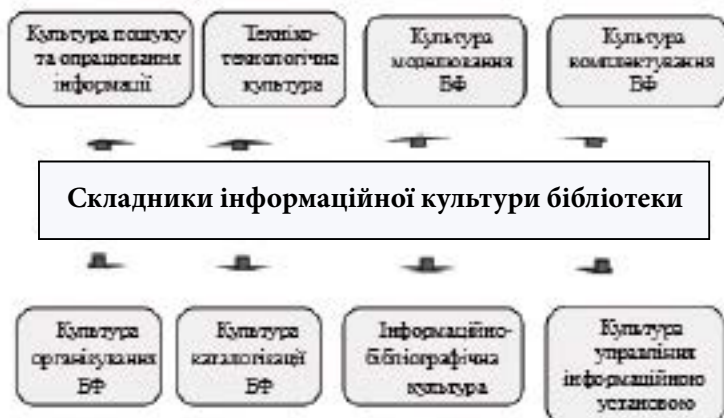 Культура пошуку
та опрацювання
інформації
Техніко-
технологічна
культура
Культура
моделювання
БФ
Культура
комплектування
БФ
Складники інформаційної культури бібліотеки
Культура
організування
БФ
Культура
каталогізації
БФ
Інформаційно-
бібліографічна
культура
Культура
управління
інформаційною
установою